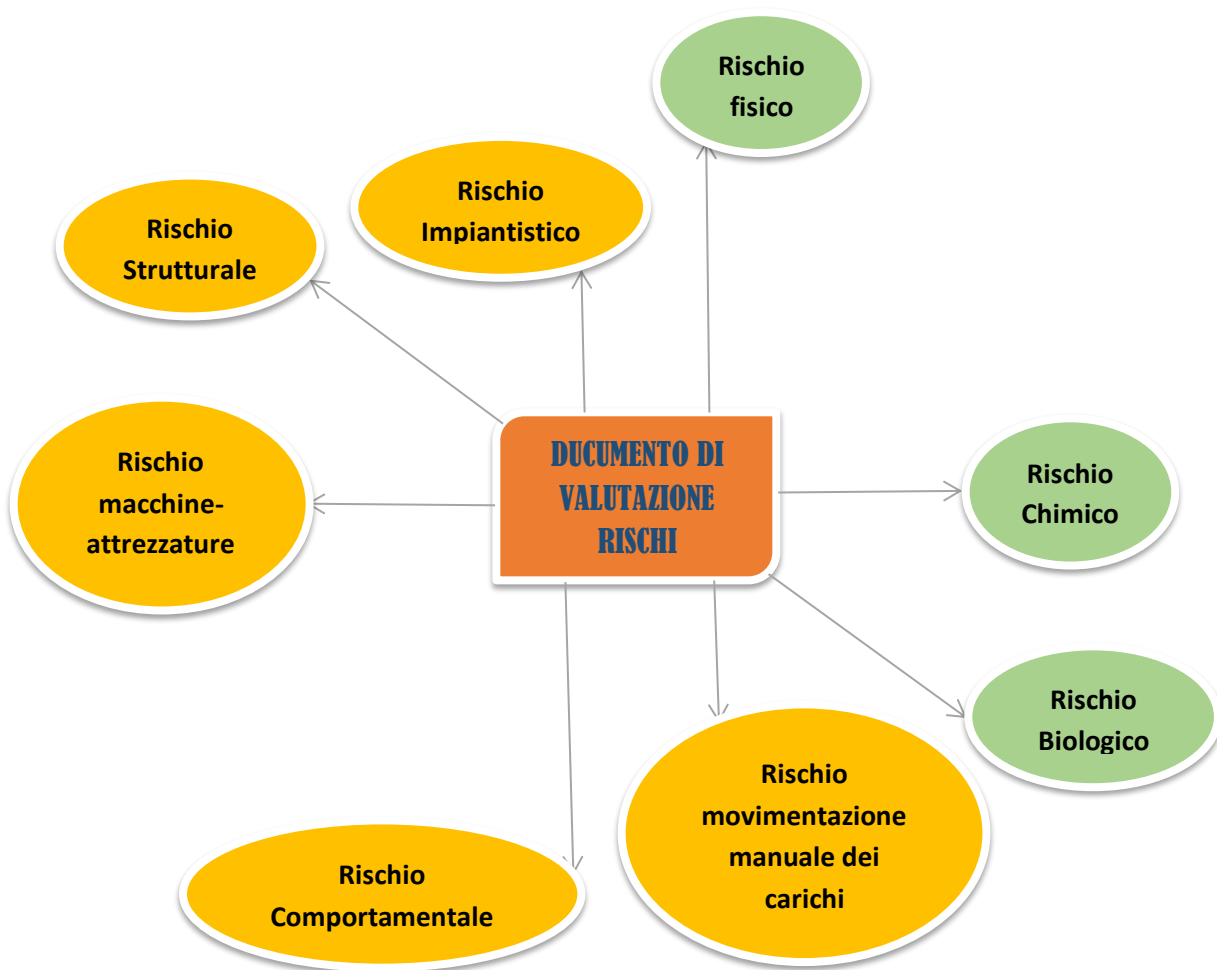 Rischio
fisico
Rischio
Impiantistico
Rischio
Strutturale
DUCUMENTO DI
VALUTAZIONE
RISCHI
Rischio
macchine-
attrezzature
Rischio
Chimico
Rischio
Biologico
Rischio
movimentazione
manuale dei
carichi
Rischio
Comportamentale